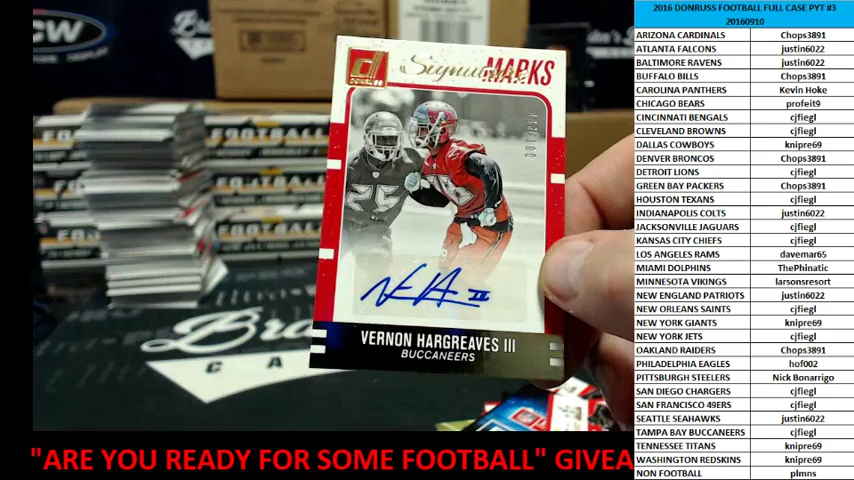 2016 DONRUSS FOOTBALL FULL CASE PYT #3
20160910
ARIZONA CARDINALS Chops3891
ATLANTA FALCONS justin6022
BALTIMORE RAVENS justin6022
BUFFALO BILLS Chops3891
CAROLINA PANTHERS Kevin Hoke
CHICAGO BEARS profeit9
CINCINNATI BENGALS cjfiegl
CLEVELAND BROWNS cjfiegl
DALLAS COWBOYS knipre69
DENVER BRONCOS Chops3891
DETROIT LIONS cjfiegl
GREEN BAY PACKERS Chops3891
HOUSTON TEXANS cjfiegl
INDIANAPOLIS COLTS justin6022
JACKSONVILLE JAGUARS cjfiegl
KANSAS CITY CHIEFS cjfiegl
LOS ANGELES RAMS davemar65
MIAMI DOLPHINS ThePhinatic
MINNESOTA VIKINGS larsonsresort
NEW ENGLAND PATRIOTS justin6022
NEW ORLEANS SAINTS cjfiegl
NEW YORK GIANTS knipre69
NEW YORK JETS cjfiegl
OAKLAND RAIDERS Chops3891
PHILADELPHIA EAGLES hof002
PITTSBURGH STEELERS Nick Bonarrigo
SAN DIEGO CHARGERS cjfiegl
SAN FRANCISCO 49ERS cjfiegl
SEATTLE SEAHAWKS justin6022
TAMPA BAY BUCCANEERS cjfiegl
TENNESSEE TITANS knipre69
WASHINGTON REDSKINS knipre69
NON FOOTBALL plmns
DONRUSS
Signature MARKS
25
VERNON HARGREAVES III
BUCCANEERS
FOOTBALL
"ARE YOU READY FOR SOME FOOTBALL" GIVEA